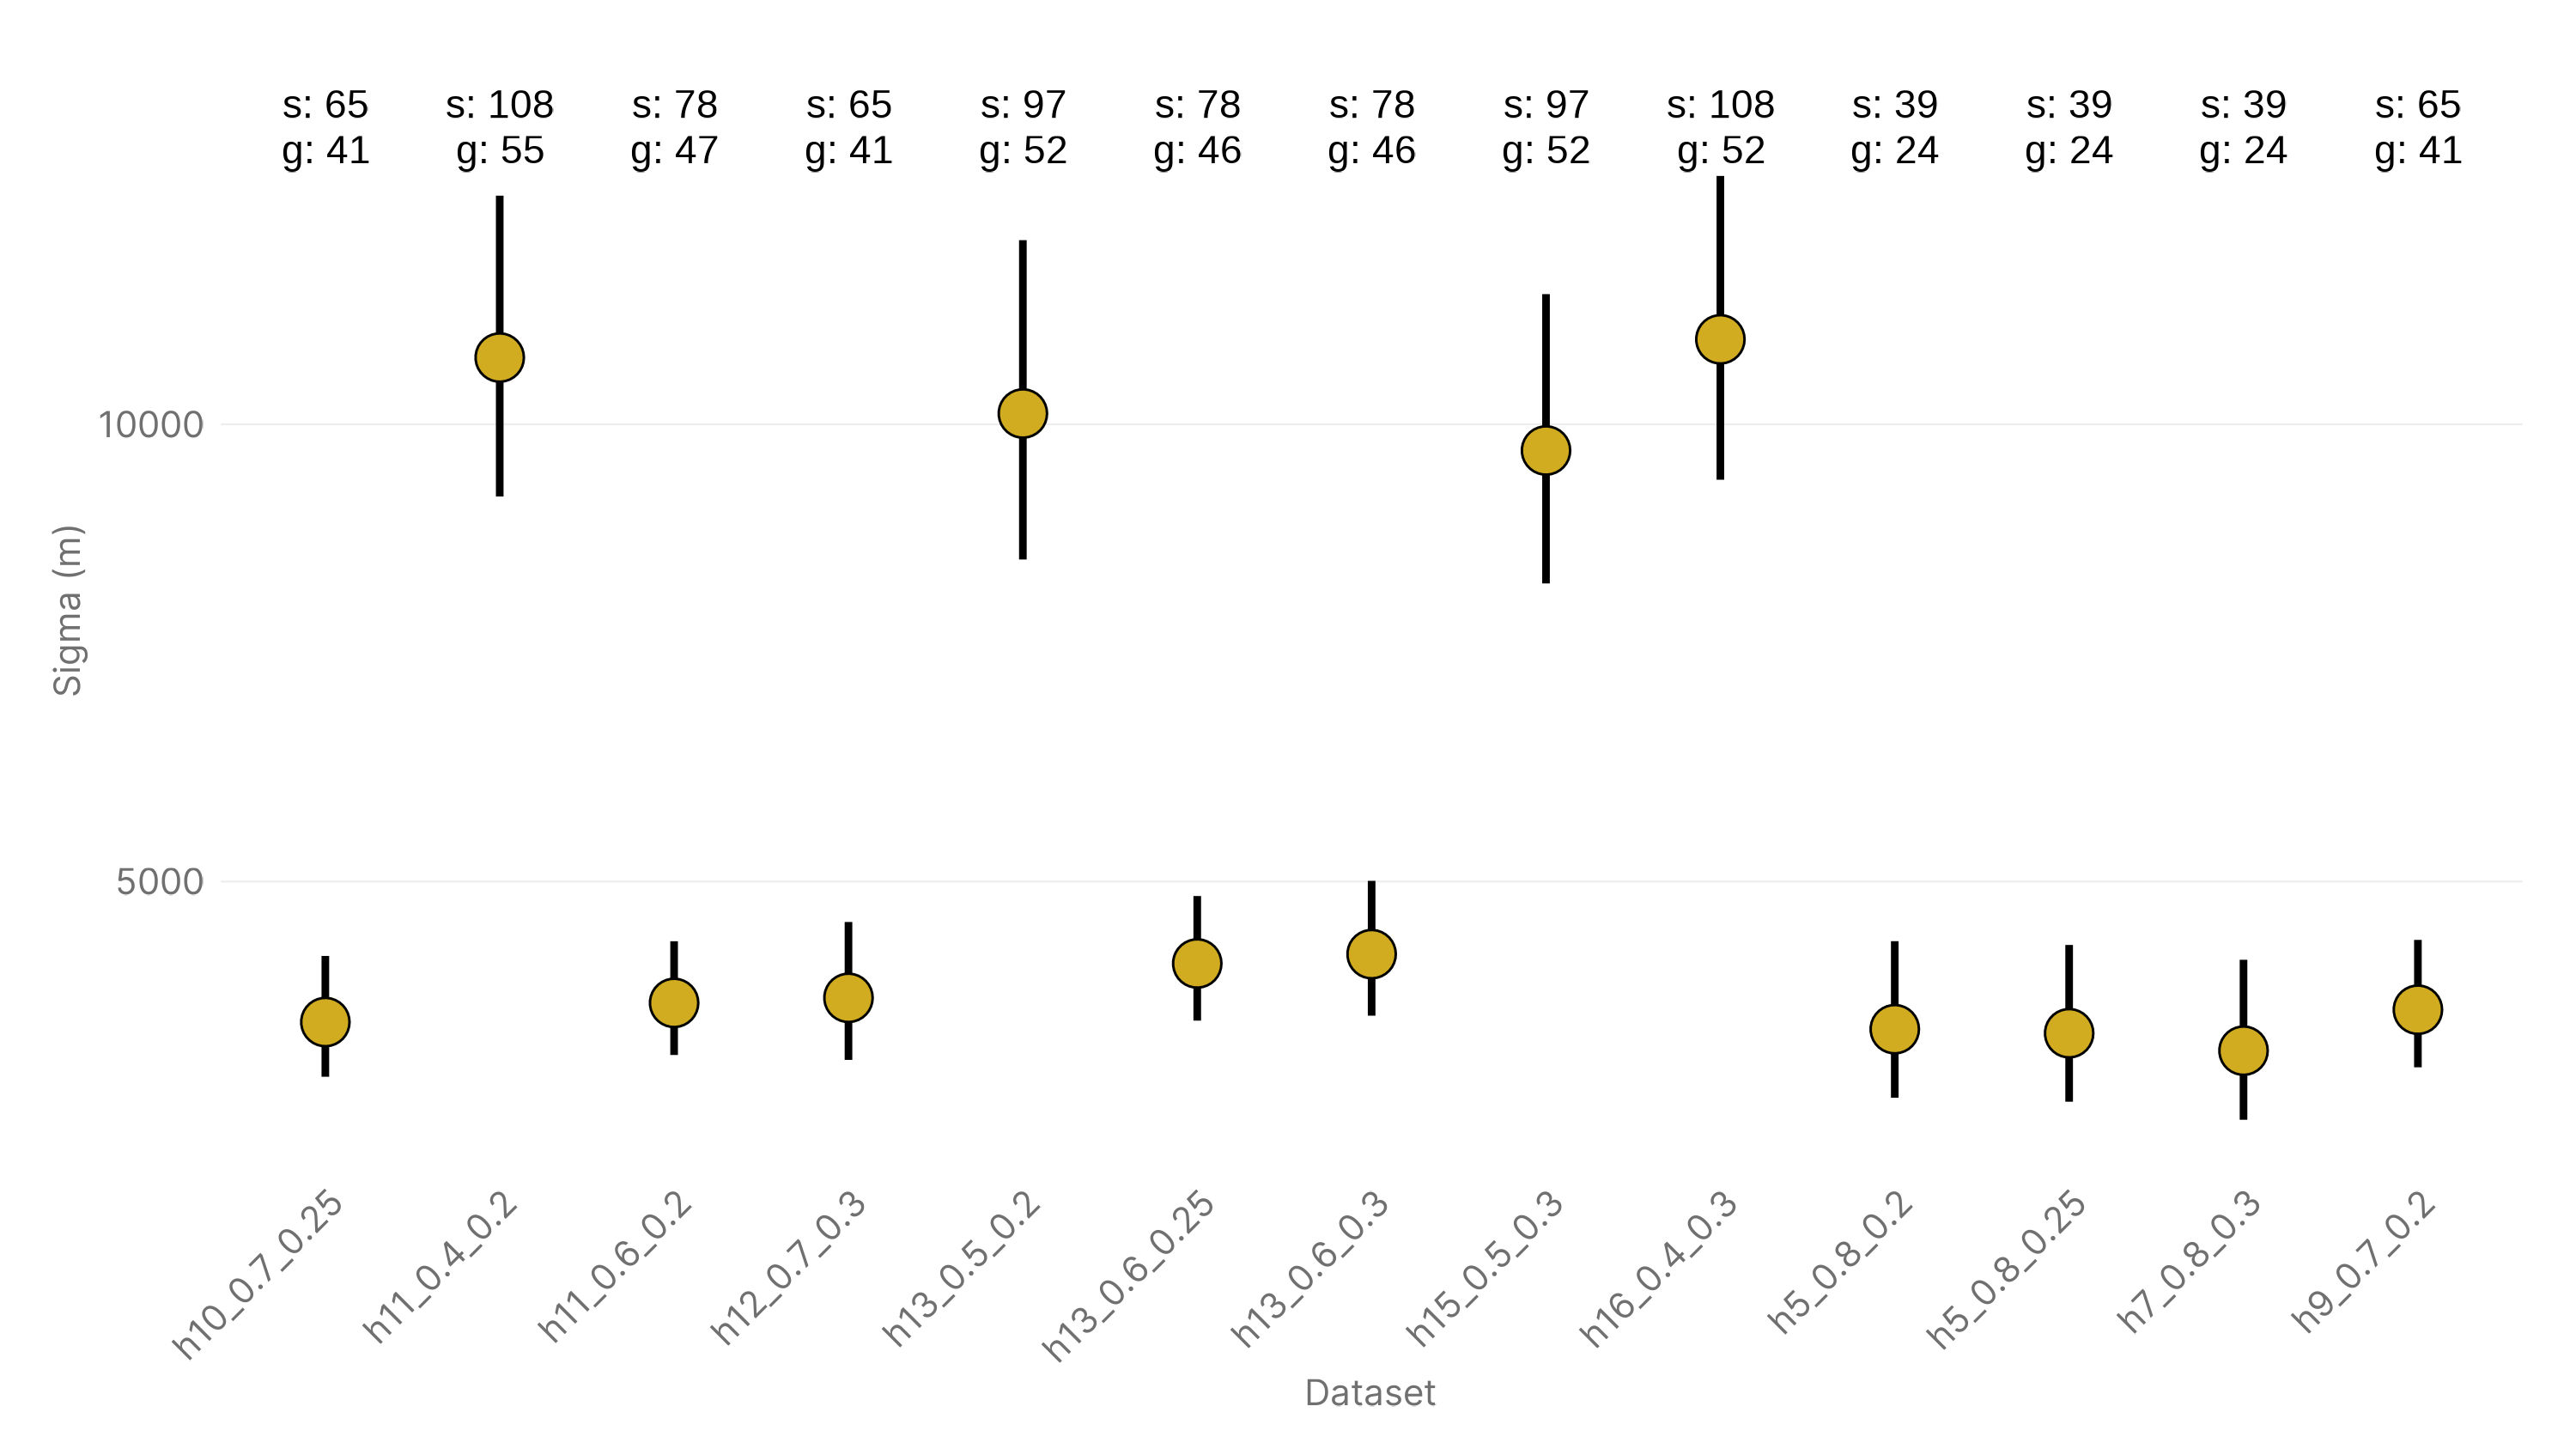 s: 65 s: 108 s: 78 s: 65 s: 97 s: 78 s: 78 s: 97 s: 108 s: 39 s: 39 s: 39 s: 65
g: 41 g: 55 g: 47 g: 41 g: 52 g: 46 g: 46 g: 52 g: 52 g: 24 g: 24 g: 24 g: 41
10000
Sigma (m)
5000
h10_0.7_0.25 h11_0.4_0.2 h11_0.6_0.2 h12_0.7_0.3 h13_0.5_0.2 h13_0.6_0.25 h13_0.6_0.3 h15_0.5_0.3 h16_0.4_0.3 h5_0.8_0.2 h5_0.8_0.25 h7_0.8_0.3 h9_0.7_0.2
Dataset